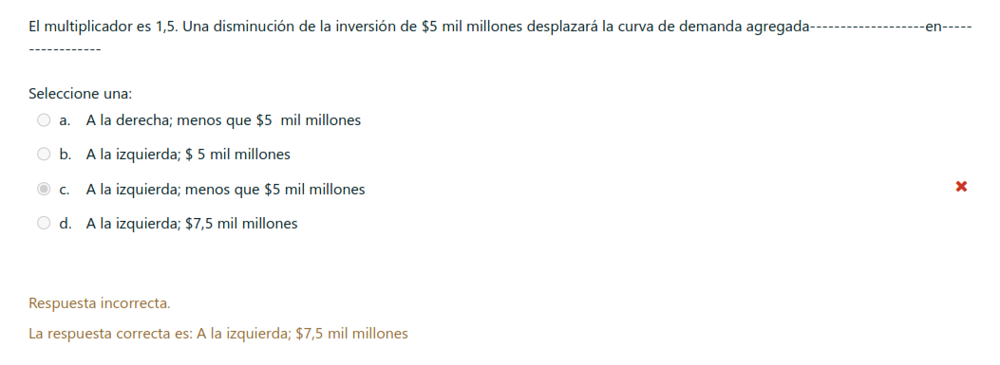 El multiplicador es 1,5. Una disminución de la inversión de $5 mil millones desplazará la curva de demanda agregada-------------------en-----
------------
Seleccione una:
a. A la derecha; menos que $5 mil millones
b. A la izquierda; $ 5 mil millones
c. A la izquierda; menos que $5 mil millones
d. A la izquierda; $7,5 mil millones
Respuesta incorrecta.
La respuesta correcta es: A la izquierda; $7,5 mil millones